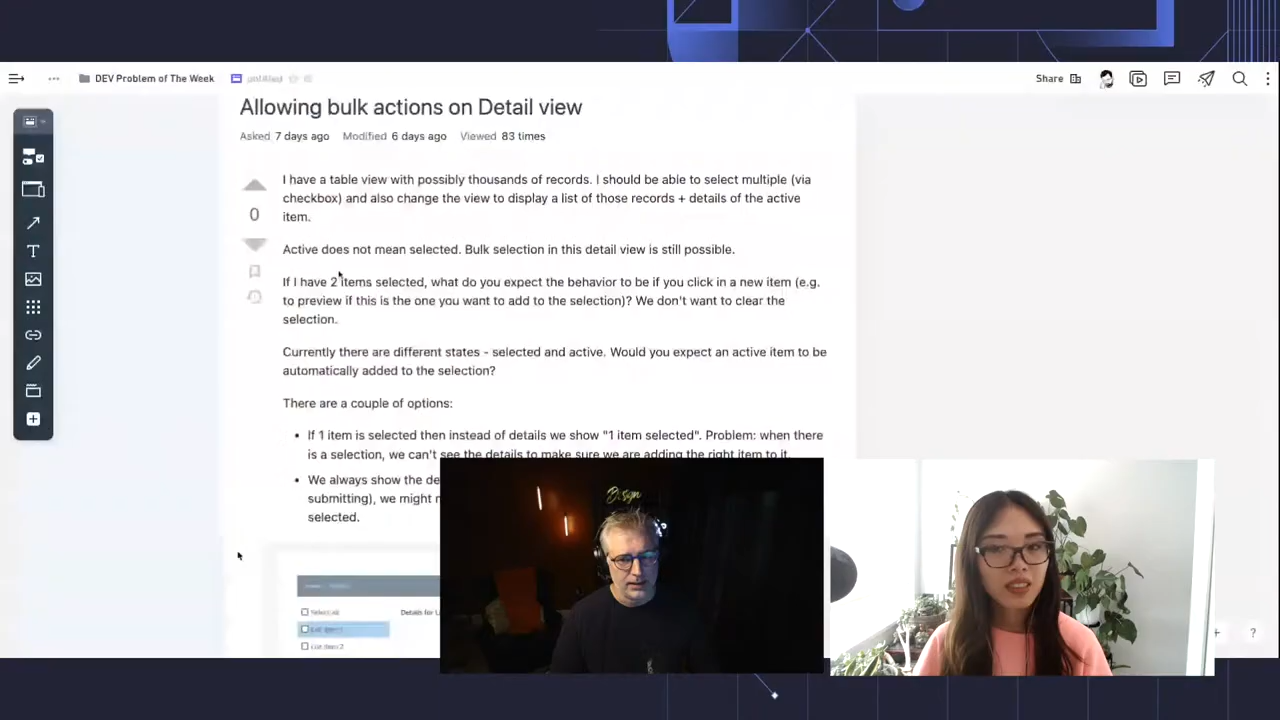 DEV Problem of The Week
untitled
Share
Allowing bulk actions on Detail view
Asked 7 days ago Modified 6 days ago Viewed 83 times
I have a table view with possibly thousands of records. I should be able to select multiple (via
checkbox) and also change the view to display a list of those records + details of the active
item.
0
Active does not mean selected. Bulk selection in this detail view is still possible.
If I have 2 items selected, what do you expect the behavior to be if you click in a new item (e.g.
to preview if this is the one you want to add to the selection)? We don't want to clear the
selection.
Currently there are different states - selected and active. Would you expect an active item to be
automatically added to the selection?
There are a couple of options:
• If 1 item is selected then instead of details we show "1 item selected". Problem: when there
is a selection, we can't see the details to make sure we are adding the right item to it.
• We always show the de
submitting), we might
selected.
Design
Select all
Details for
List item 2
?